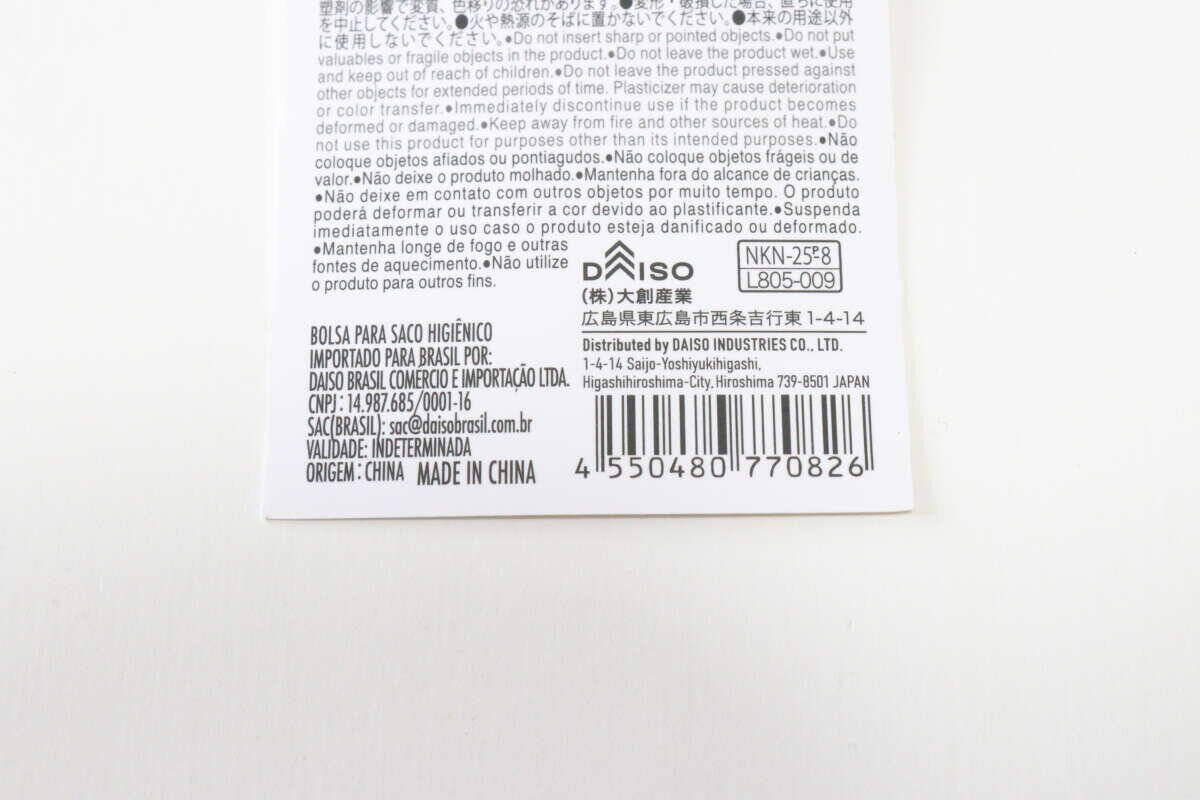 塑剤の影響で変質、色移りの恐れがあります。●変形・破損した場合、直ちに使用
を中止してください。●火や熱源のそばに置かないでください。●本来の用途以外
に使用しないでください。●Do not insert sharp or pointed objects.●Do not put
valuables or fragile objects in the product.●Do not leave the product wet.●Use
and keep out of reach of children.●Do not leave the product pressed against
other objects for extended periods of time. Plasticizer may cause deterioration
or color transfer.●Immediately discontinue use if the product becomes
deformed or damaged.●Keep away from fire and other sources of heat.●Do
not use this product for purposes other than its intended purposes.●Não
coloque objetos afiados ou pontiagudos.●Não coloque objetos frágeis ou de
valor.●Não deixe o produto molhado.●Mantenha fora do alcance de crianças.
●Não deixe em contato com outros objetos por muito tempo. O produto
poderá deformar ou transferir a cor devido ao plastificante.●Suspenda
imediatamente o uso caso o produto esteja danificado ou deformado.
●Mantenha longe de fogo e outras
fontes de aquecimento.●Não utilize
o produto para outros fins.
DAISO
NKN-25P-8
L805-009
(株)大創産業
広島県東広島市西条吉行東1-4-14
Distributed by DAISO INDUSTRIES CO., LTD.
1-4-14 Saijo-Yoshiyukihigashi,
Higashihiroshima-City, Hiroshima 739-8501 JAPAN
BOLSA PARA SACO HIGIÊNICO
IMPORTADO PARA BRASIL POR:
DAISO BRASIL COMERCIO E IMPORTAÇÃO LTDA.
CNPJ: 14.987.685/0001-16
SAC(BRASIL): sac@daisobrasil.com.br
VALIDADE: INDETERMINADA
ORIGEM: CHINA MADE IN CHINA
4 550480 770826